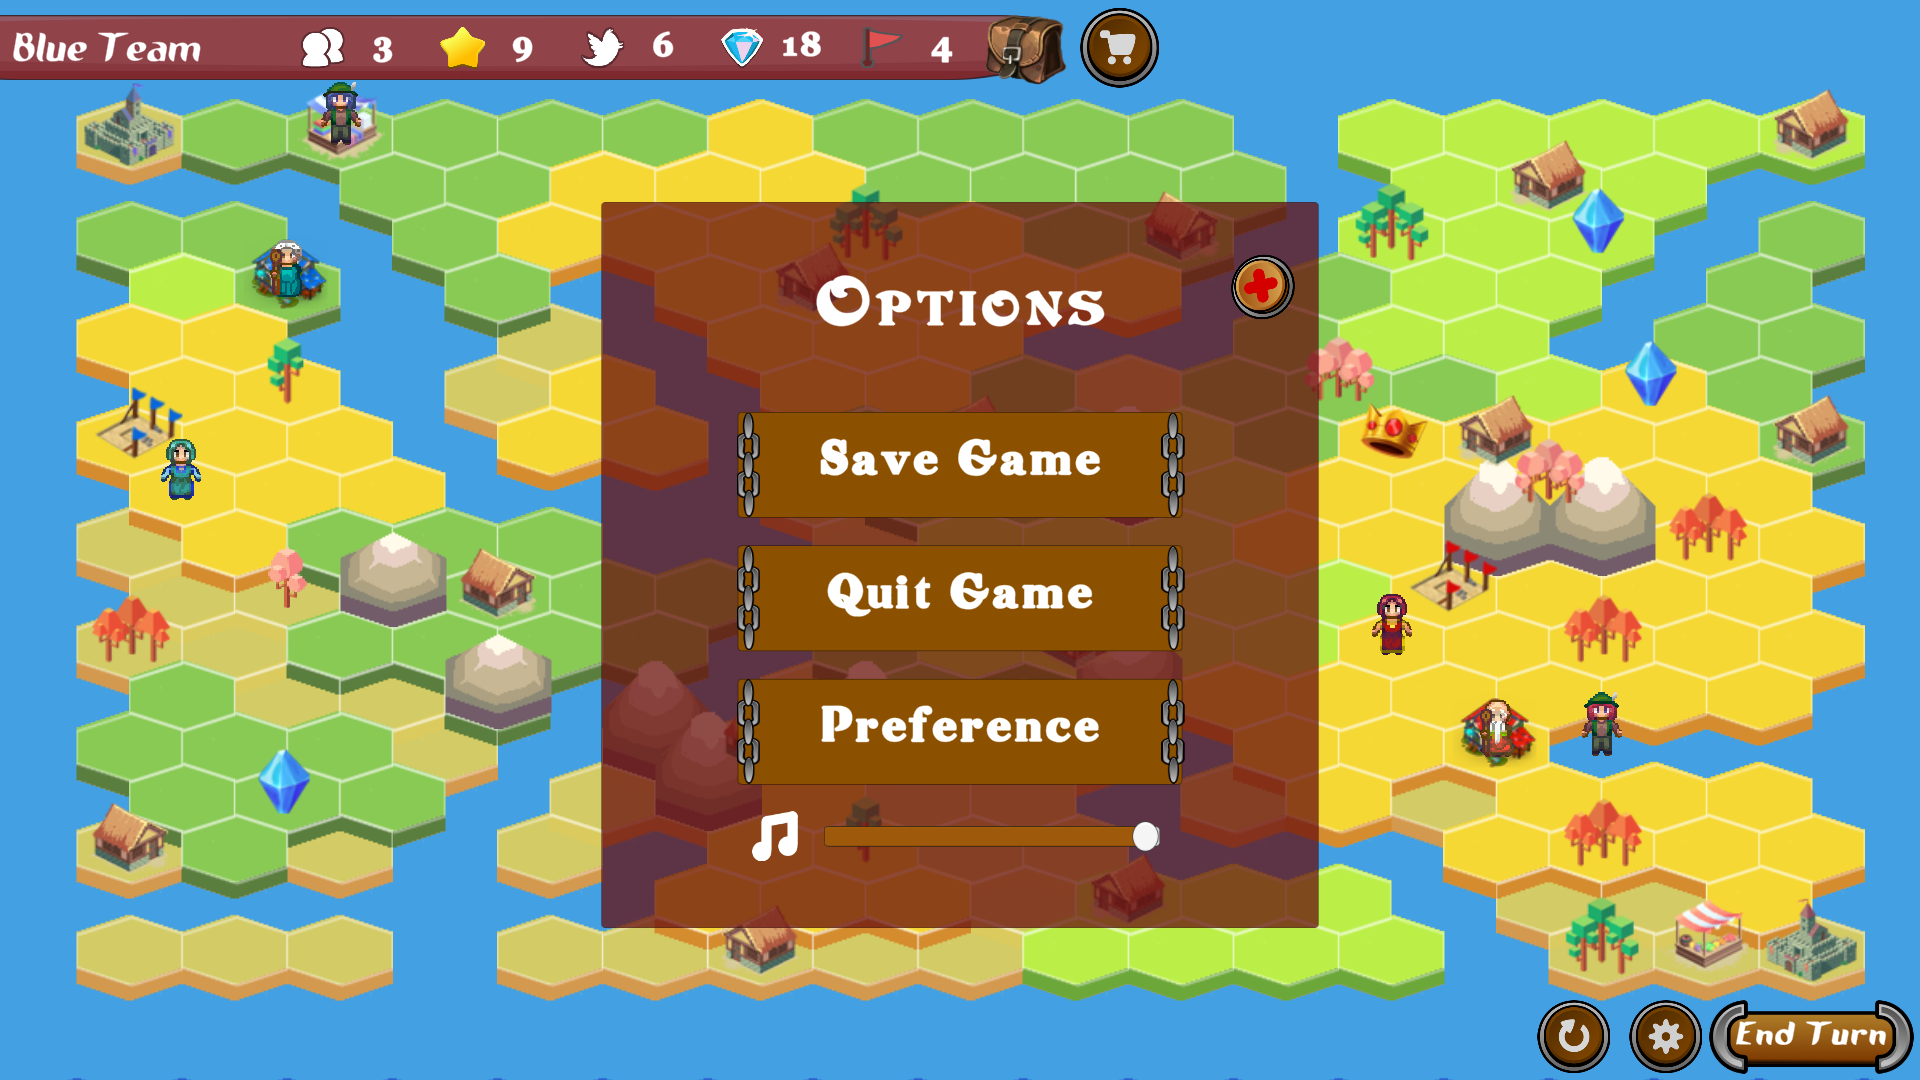 Blue Team 3 9 6 18 4
Options
Save Game
Quit Game
Preference
End Turn